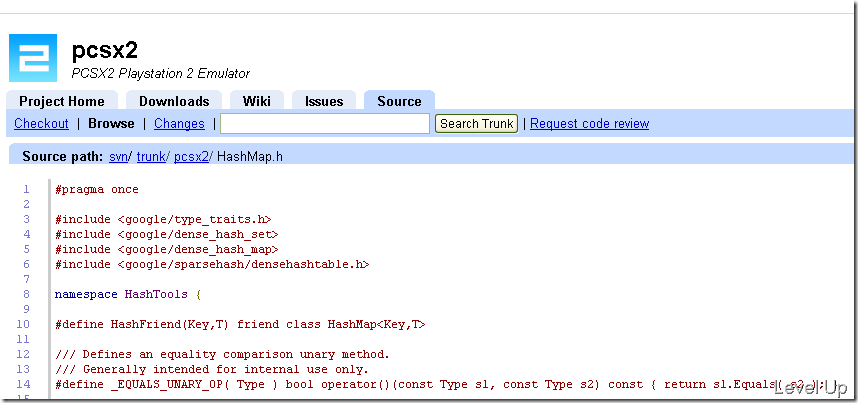 pcsx2
PCSX2 Playstation 2 Emulator
Project Home Downloads Wiki Issues Source
Checkout | Browse | Changes | Search Trunk | Request code review
Source path: svn/ trunk/ pcsx2/ HashMap.h
1 #pragma once
2
3 #include <google/type_traits.h>
4 #include <google/dense_hash_set>
5 #include <google/dense_hash_map>
6 #include <google/sparsehash/densehashtable.h>
7
8 namespace HashTools {
9
10 #define HashFriend(Key,T) friend class HashMap<Key,T>
11
12 /// Defines an equality comparison unary method.
13 /// Generally intended for internal use only.
14 #define _EQUALS_UNARY_OP( Type ) bool operator()(const Type s1, const Type s2) const { return s1.Equals( s2 ); }
15
Level Up